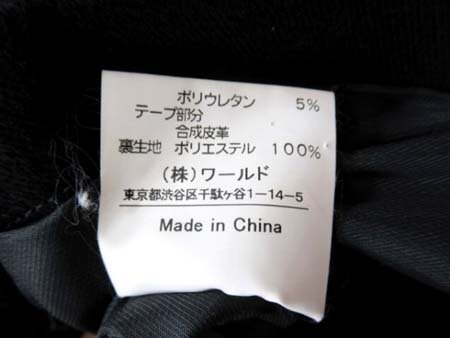 ポリウレタン 5%
テープ部分
合成皮革
裏生地 ポリエステル 100%
(株)ワールド
東京都渋谷区千駄ヶ谷1-14-5
Made in China